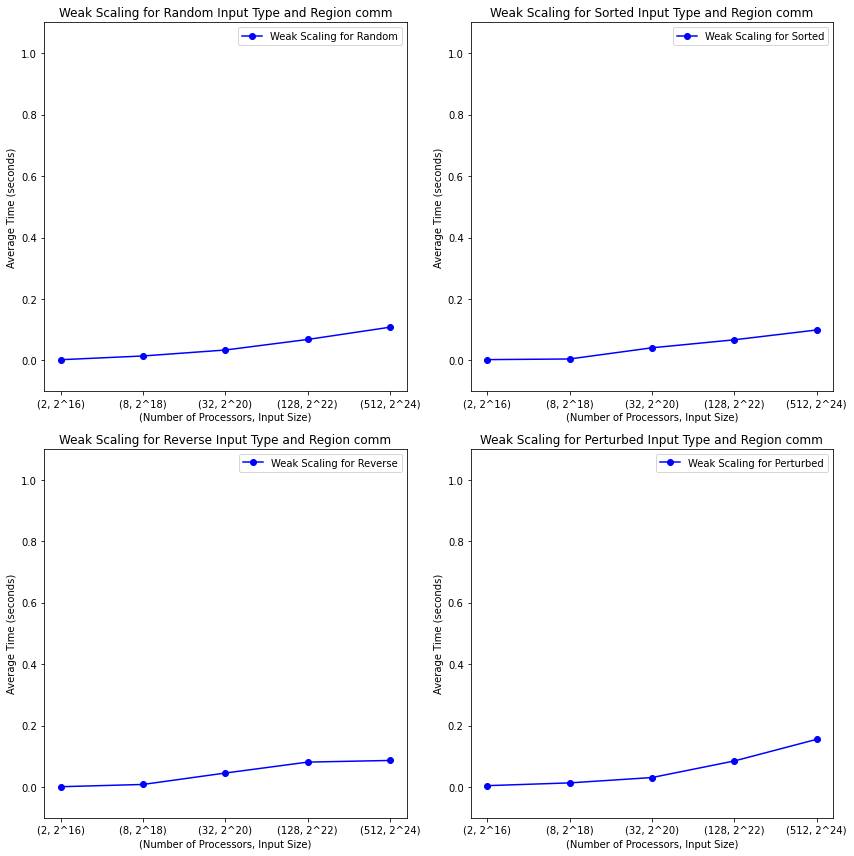 Weak Scaling for Random Input Type and Region comm
Weak Scaling for Random
1.0
0.8
0.6
0.4
0.2
0.0
Average Time (seconds)
(2, 2^16) (8, 2^18) (32, 2^20) (128, 2^22) (512, 2^24)
(Number of Processors, Input Size)
Weak Scaling for Sorted Input Type and Region comm
Weak Scaling for Sorted
1.0
0.8
0.6
0.4
0.2
0.0
Average Time (seconds)
(2, 2^16) (8, 2^18) (32, 2^20) (128, 2^22) (512, 2^24)
(Number of Processors, Input Size)
Weak Scaling for Reverse Input Type and Region comm
Weak Scaling for Reverse
1.0
0.8
0.6
0.4
0.2
0.0
Average Time (seconds)
(2, 2^16) (8, 2^18) (32, 2^20) (128, 2^22) (512, 2^24)
(Number of Processors, Input Size)
Weak Scaling for Perturbed Input Type and Region comm
Weak Scaling for Perturbed
1.0
0.8
0.6
0.4
0.2
0.0
Average Time (seconds)
(2, 2^16) (8, 2^18) (32, 2^20) (128, 2^22) (512, 2^24)
(Number of Processors, Input Size)